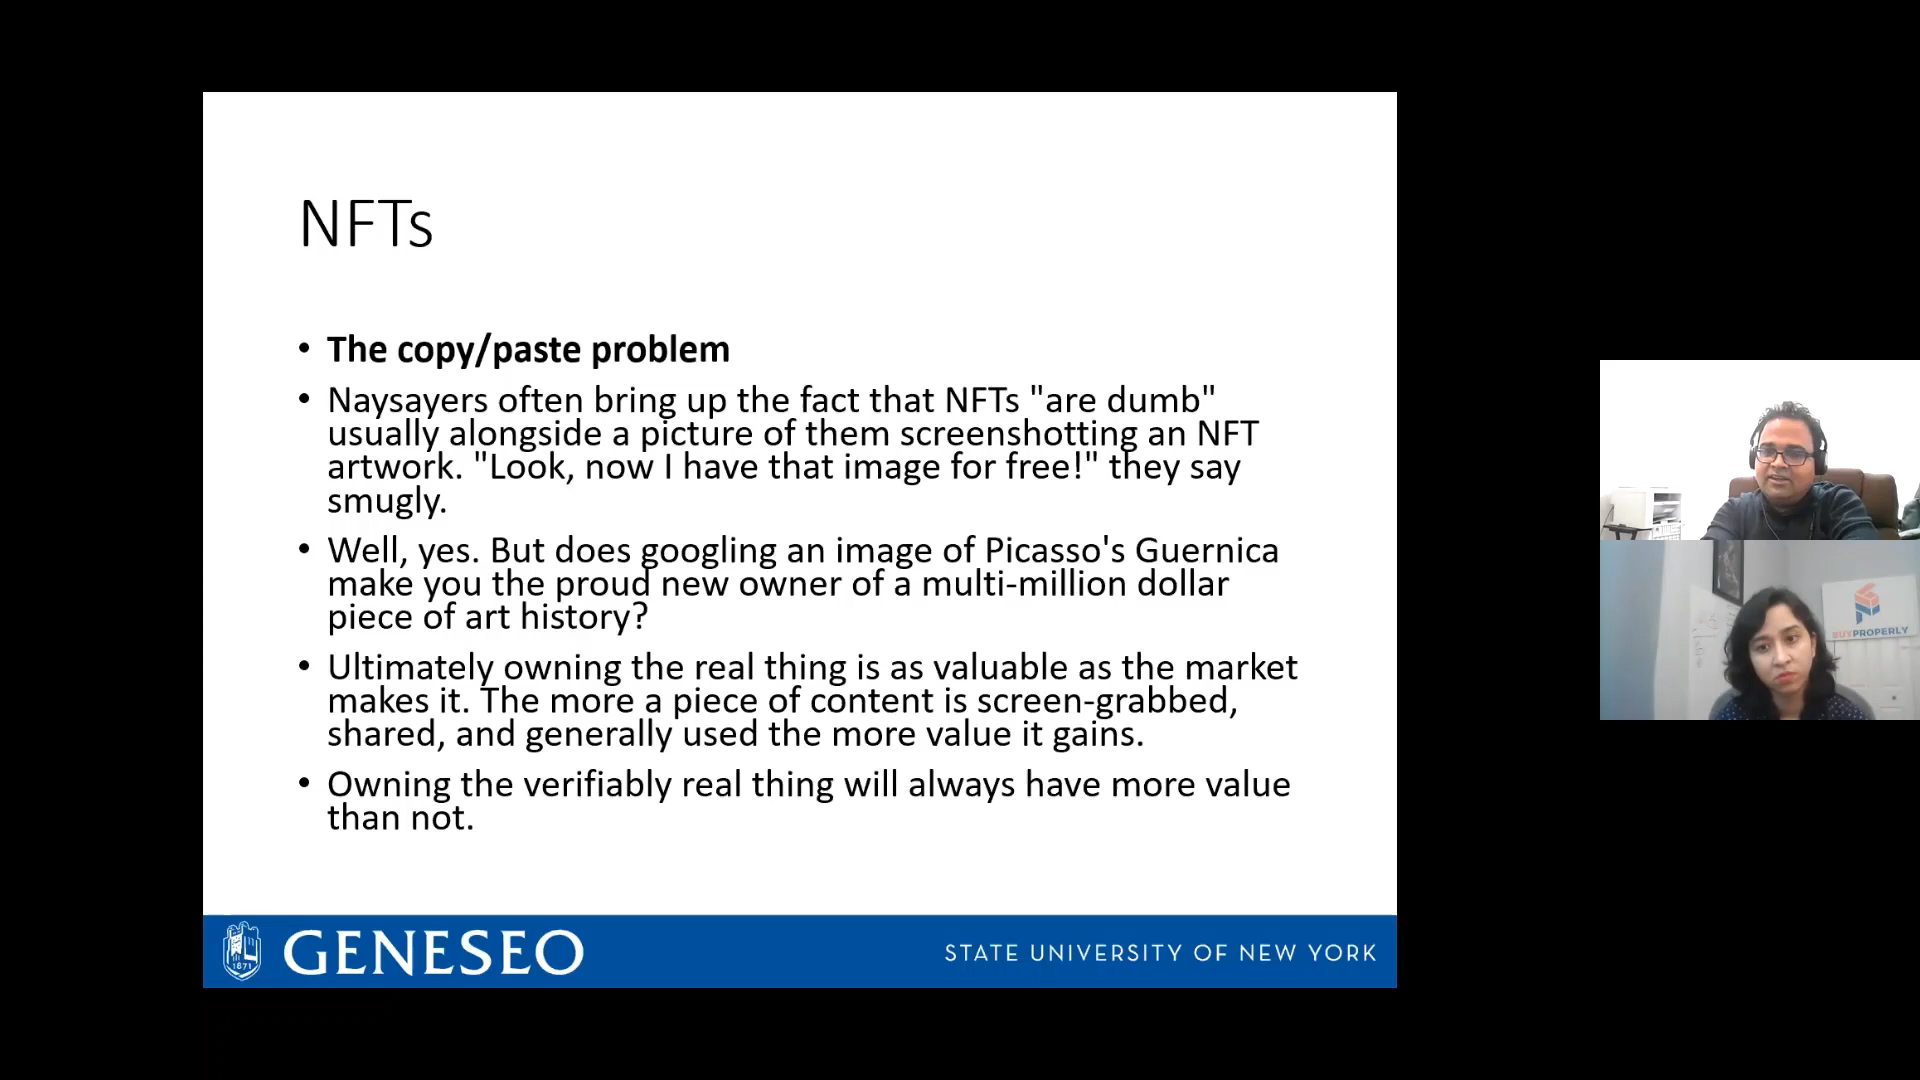 NFTs
• The copy/paste problem
• Naysayers often bring up the fact that NFTs "are dumb"
usually alongside a picture of them screenshotting an NFT
artwork. "Look, now I have that image for free!" they say
smugly.
• Well, yes. But does googling an image of Picasso's Guernica
make you the proud new owner of a multi-million dollar
piece of art history?
• Ultimately owning the real thing is as valuable as the market
makes it. The more a piece of content is screen-grabbed,
shared, and generally used the more value it gains.
• Owning the verifiably real thing will always have more value
than not.
1871
GENESEO
STATE UNIVERSITY OF NEW YORK
BUYPROPERLY